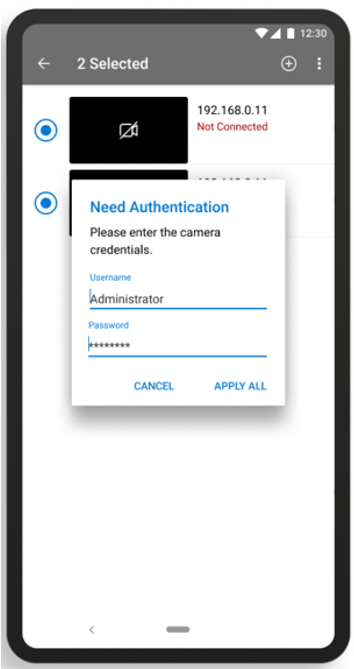 12:30
2 Selected
192.168.0.11
Not Connected
Need Authentication
Please enter the camera
credentials.
Username
Administrator
Password
********
CANCEL
APPLY ALL